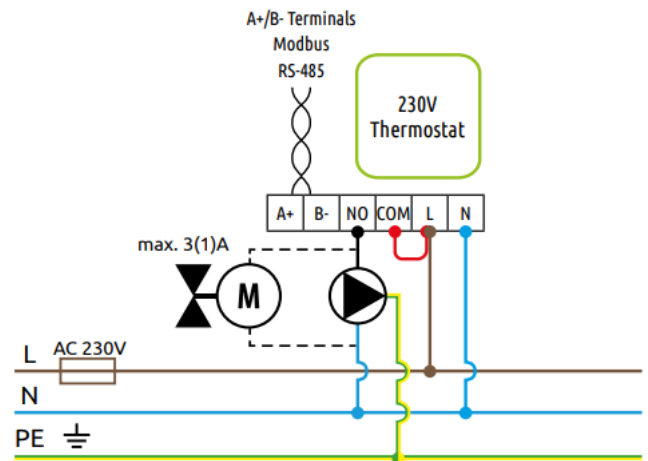 A+/B- Terminals
Modbus
RS-485
230V
Thermostat
A+ B- NO COM L N
max. 3(1)A
M
L AC 230V
N
PE